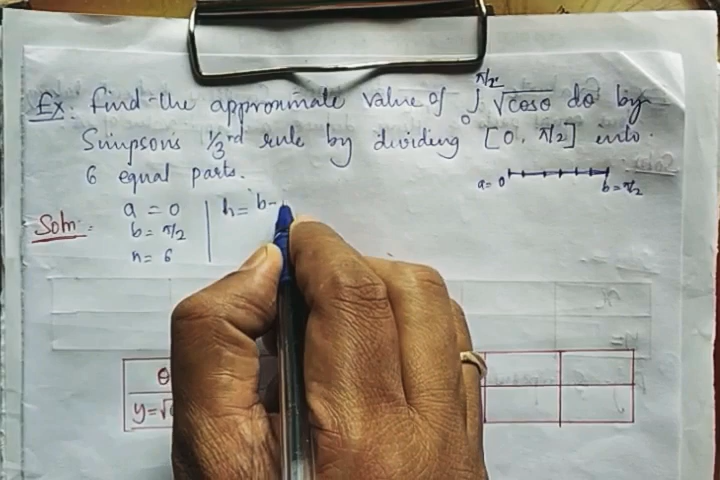 Ex: Find the approximate value of ∫₀^π/2 √cosθ dθ by
Simpson's 1/3rd rule by dividing [0, π/2] into
6 equal parts.
a = 0 b = π/2
Soln:
a = 0
b = π/2
n = 6
h = b -
θ
y = √